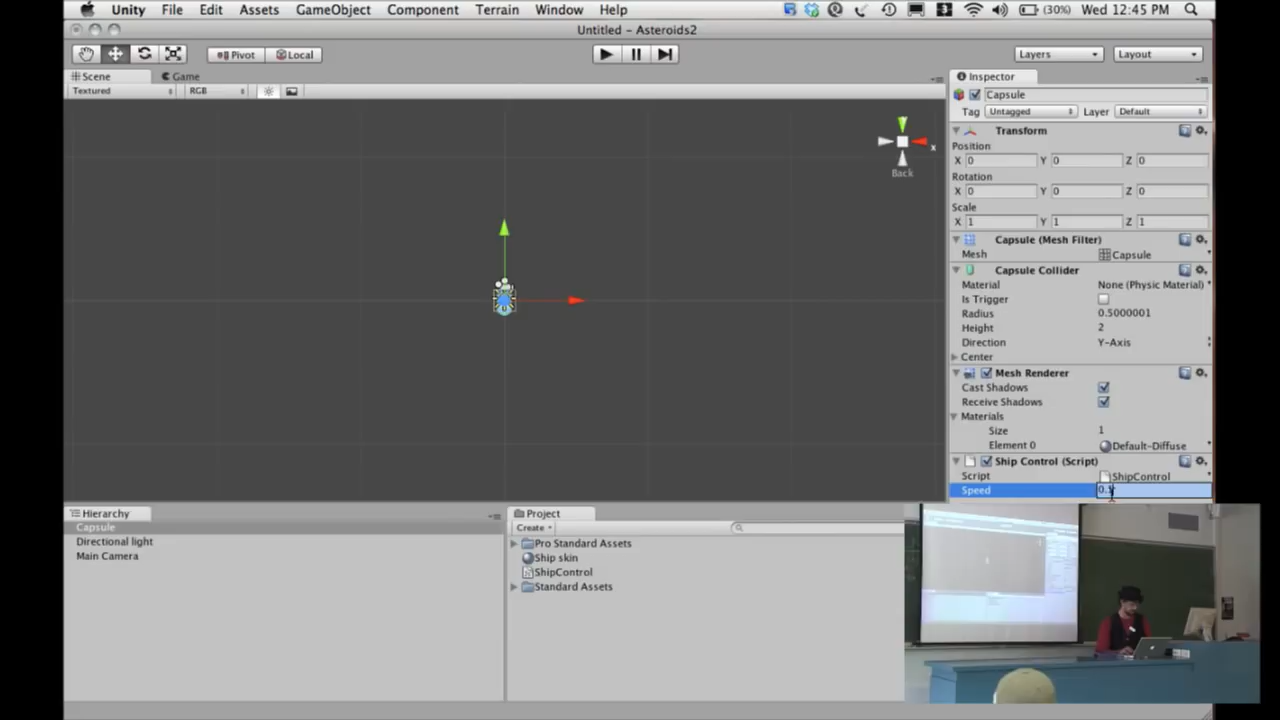 Unity File Edit Assets GameObject Component Terrain Window Help (30%) Wed 12:45 PM
Untitled - Asteroids2
Pivot Local Layers Layout
Scene Game Inspector
Textured RGB
Capsule
Tag Untagged Layer Default
Transform
Position
X 0 Y 0 Z 0
Rotation
X 0 Y 0 Z 0
Scale
X 1 Y 1 Z 1
x
Back
Capsule (Mesh Filter)
Mesh Capsule
Capsule Collider
Material None (Physic Material)
Is Trigger
Radius 0.5000001
Height 2
Direction Y-Axis
Center
Mesh Renderer
Cast Shadows
Receive Shadows
Materials
Size 1
Element 0 Default-Diffuse
Ship Control (Script)
Script ShipControl
Speed
Hierarchy
Capsule
Directional light
Main Camera
Project
Create
Pro Standard Assets
Ship skin
ShipControl
Standard Assets